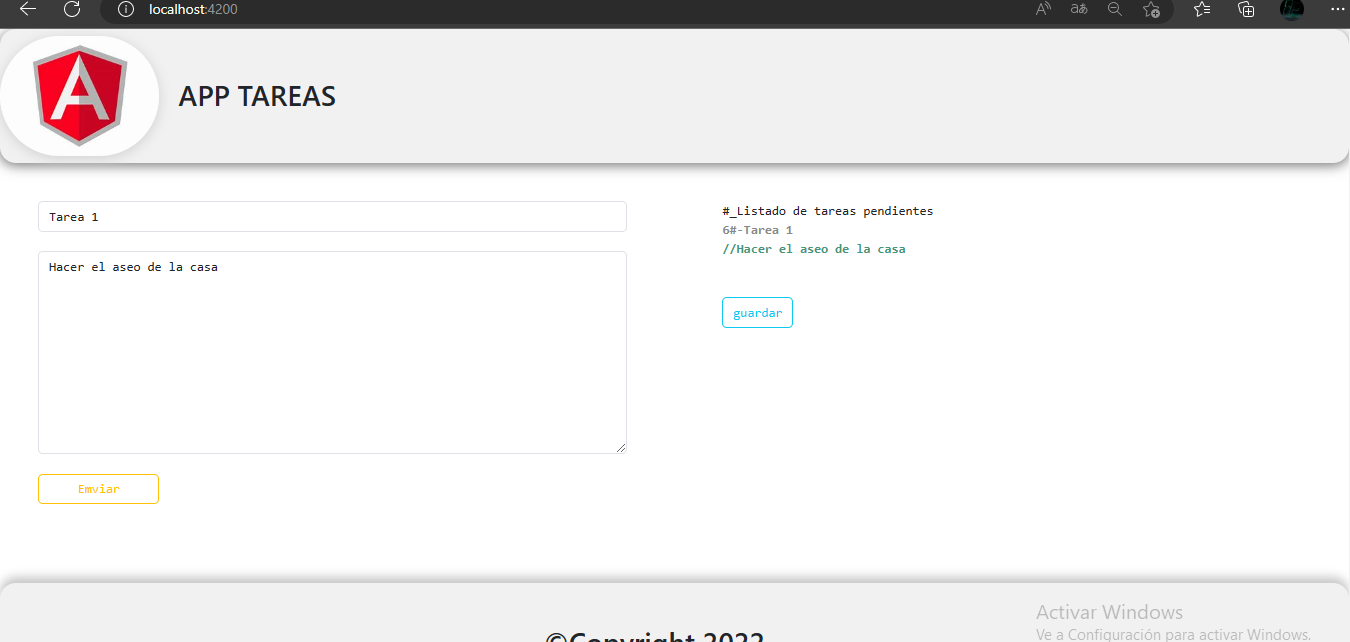 localhost:4200
APP TAREAS
Tarea 1
Hacer el aseo de la casa
Emviar
#_Listado de tareas pendientes
6#-Tarea 1
//Hacer el aseo de la casa
guardar
©Copyright 2022
Activar Windows
Ve a Configuración para activar Windows.